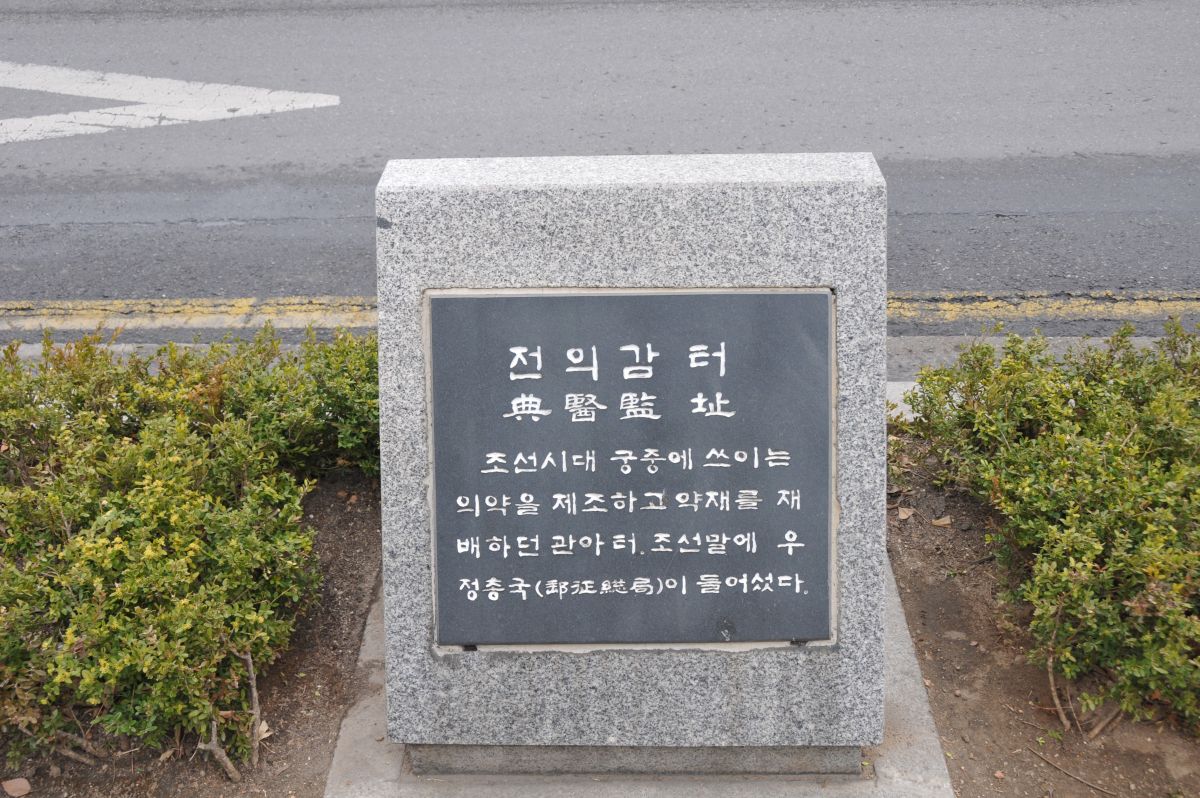 전의감 터
典醫監 址
조선시대 궁중에 쓰이는
의약을 제조하고 약재를 재
배하던 관아 터. 조선말에 우
정총국(郵征総局)이 들어섰다.